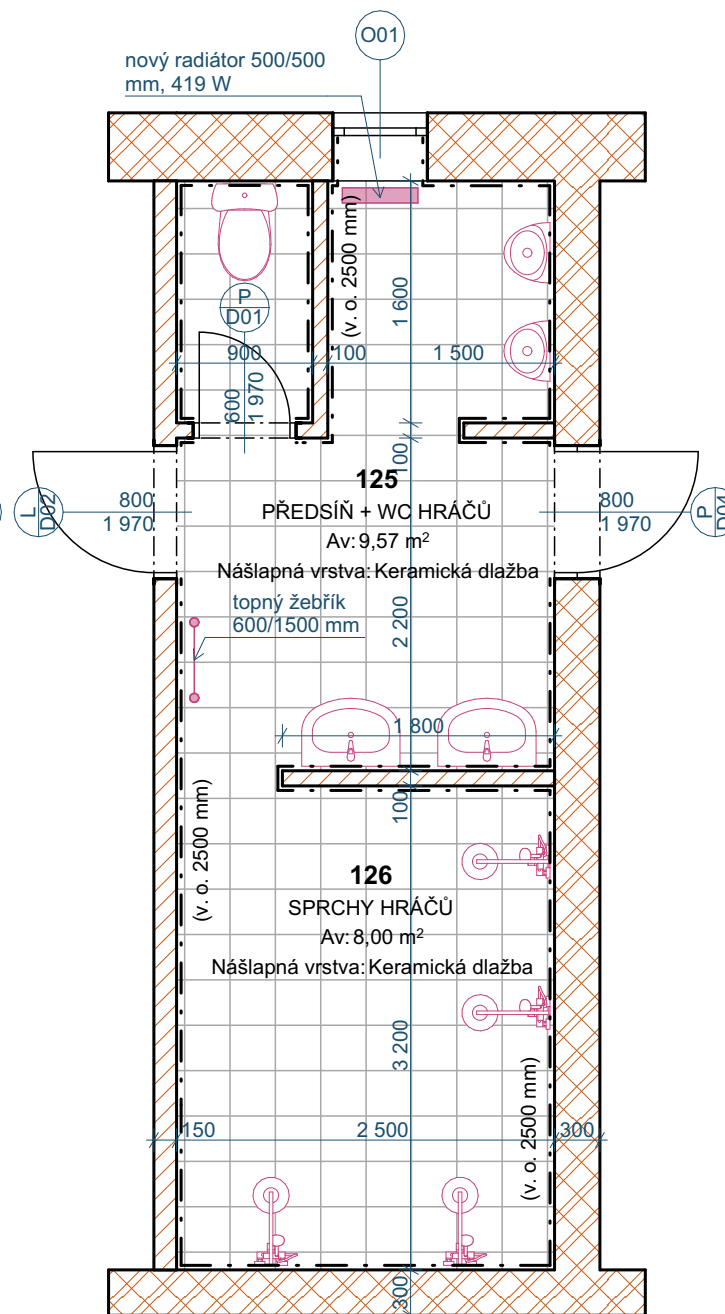 O01
nový radiátor 500/500
mm, 419 W
(v. o. 2500 mm)
1 600
P
D01
900
100
1 500
600
1 970
100
125
PŘEDSÍŇ + WC HRÁČŮ
Av: 9,57 m²
Nášlapná vrstva: Keramická dlažba
L
D02
800
1 970
800
1 970
P
D04
topný žebřík
600/1500 mm
2 200
1 800
100
(v. o. 2500 mm)
126
SPRCHY HRÁČŮ
Av: 8,00 m²
Nášlapná vrstva: Keramická dlažba
3 200
(v. o. 2500 mm)
150
2 500
300
300